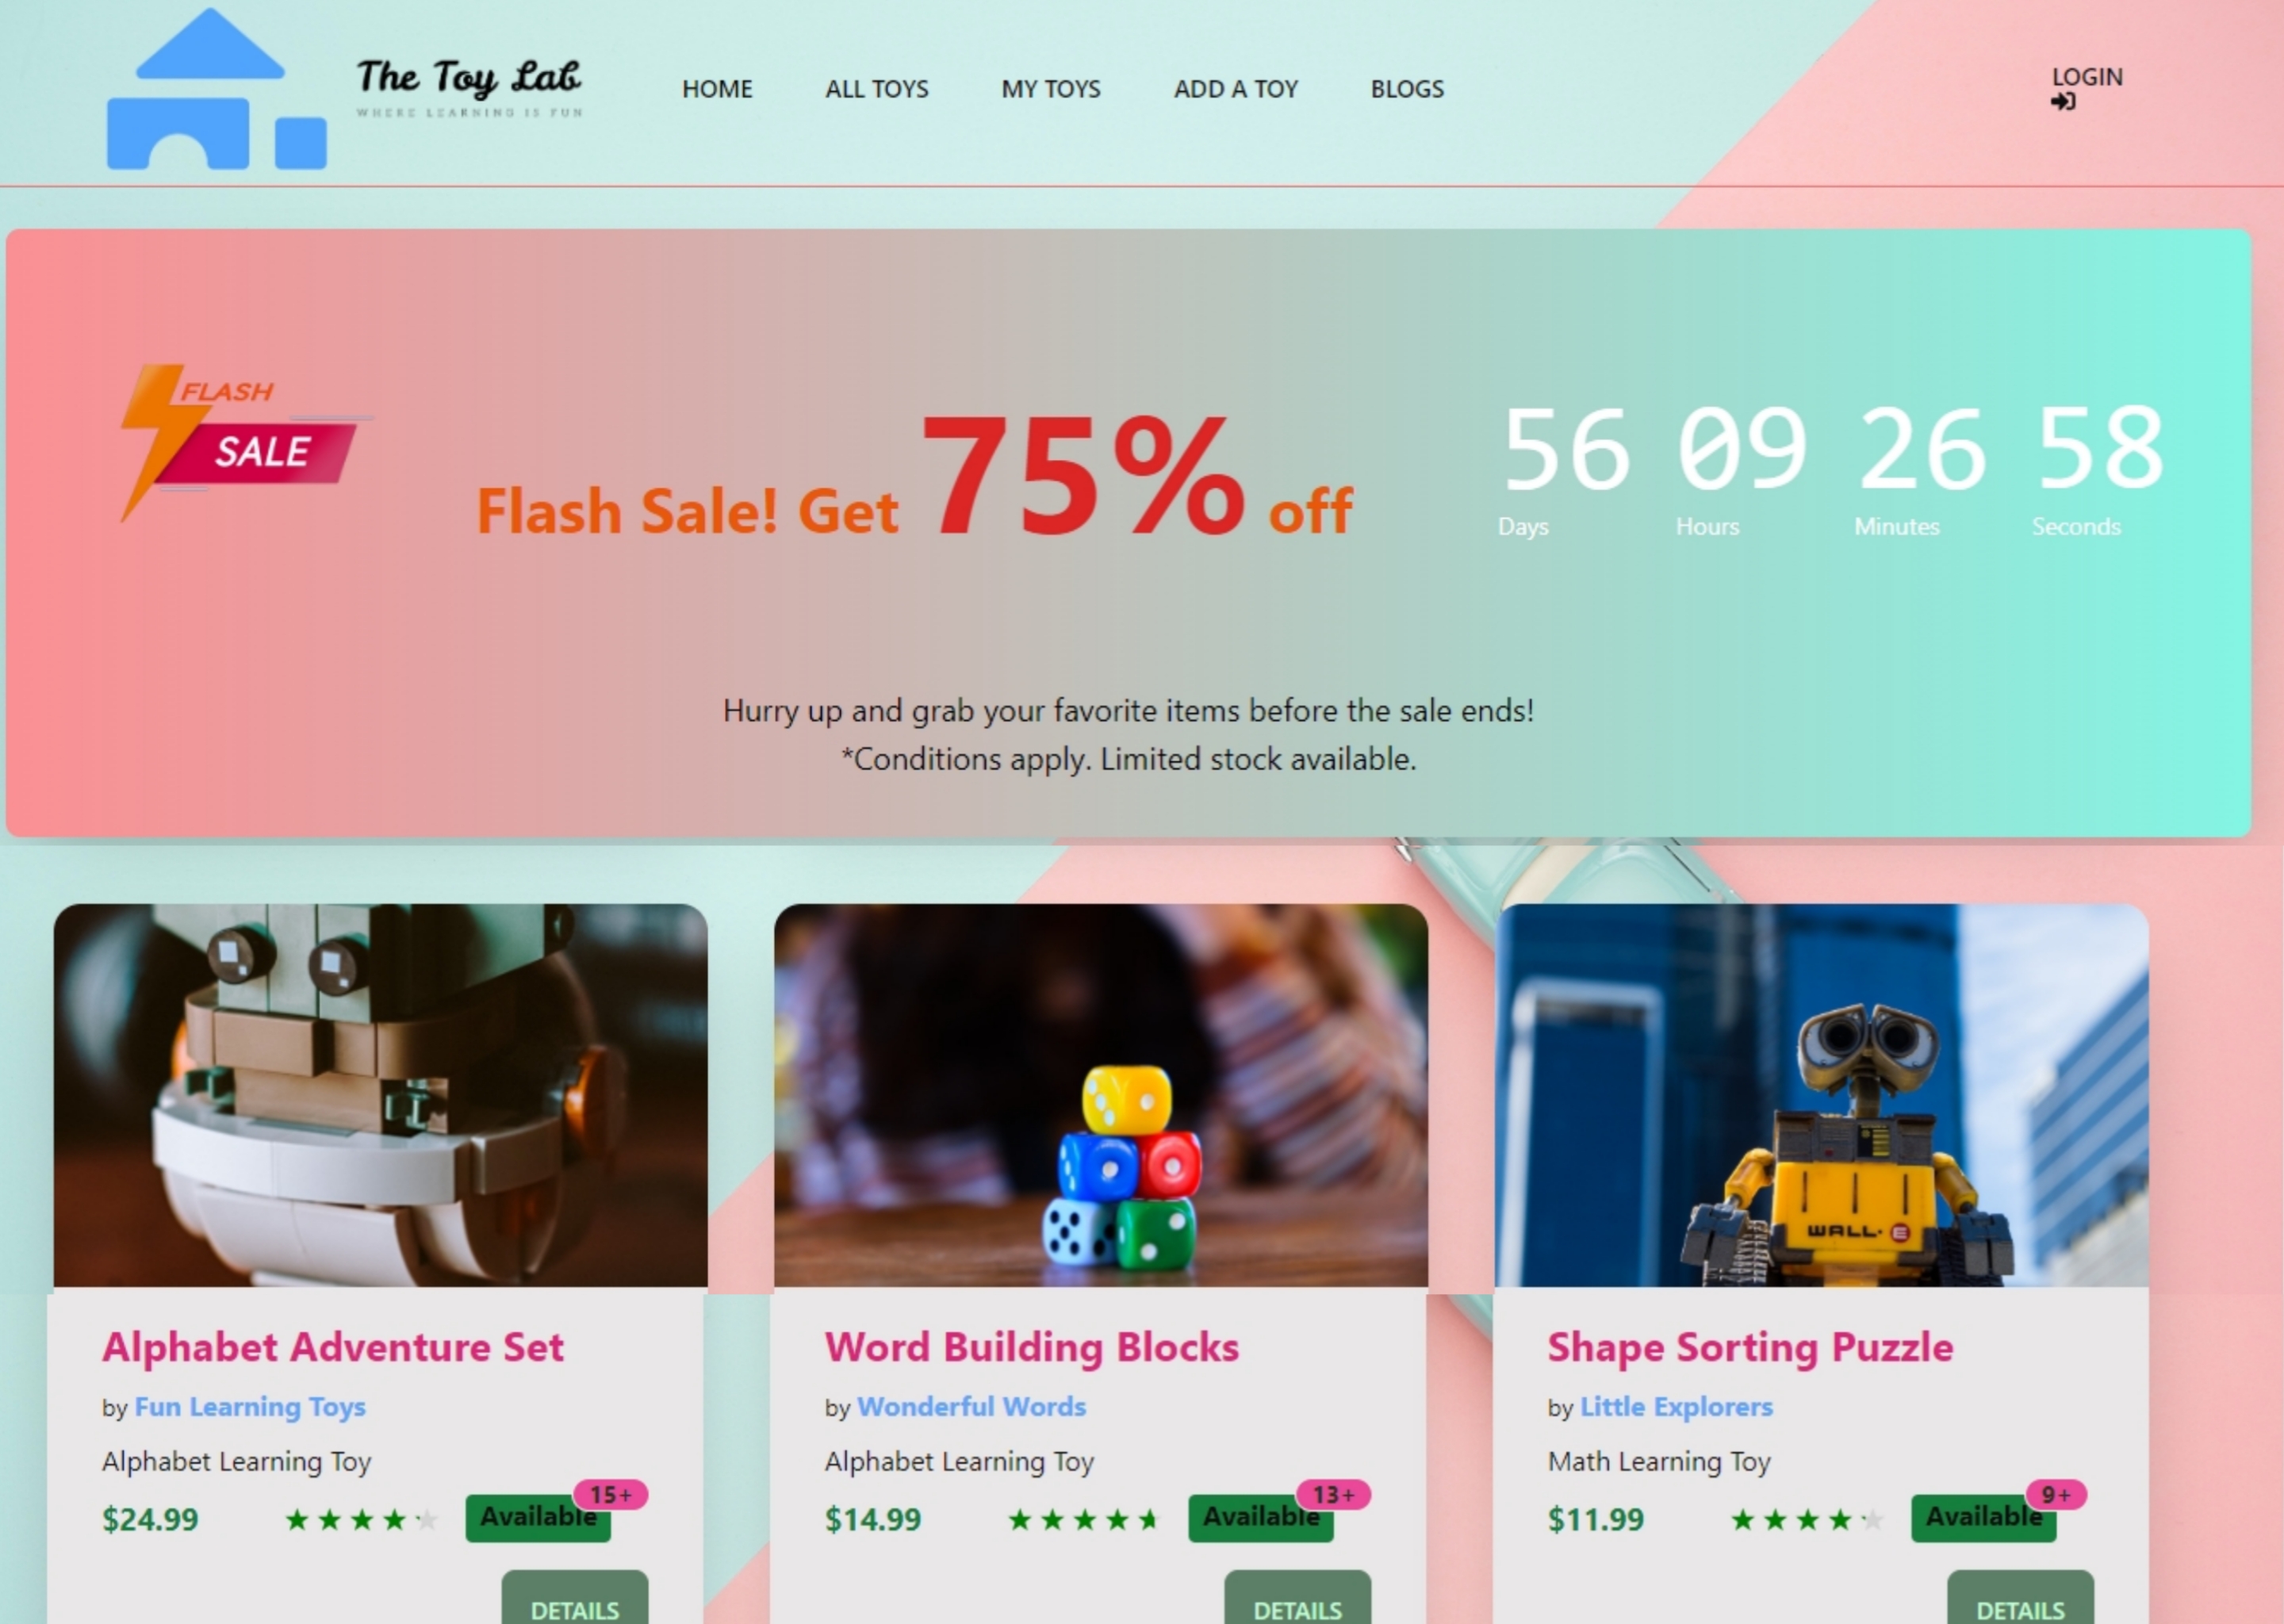 The Toy Lab
WHERE LEARNING IS FUN
HOME ALL TOYS MY TOYS ADD A TOY BLOGS
LOGIN
FLASH
SALE
Flash Sale! Get 75% off
56 09 26 58
Days Hours Minutes Seconds
Hurry up and grab your favorite items before the sale ends!
*Conditions apply. Limited stock available.
WALL·E
Alphabet Adventure Set
by Fun Learning Toys
Alphabet Learning Toy
$24.99 Available 15+
DETAILS
Word Building Blocks
by Wonderful Words
Alphabet Learning Toy
$14.99 Available 13+
DETAILS
Shape Sorting Puzzle
by Little Explorers
Math Learning Toy
$11.99 Available 9+
DETAILS